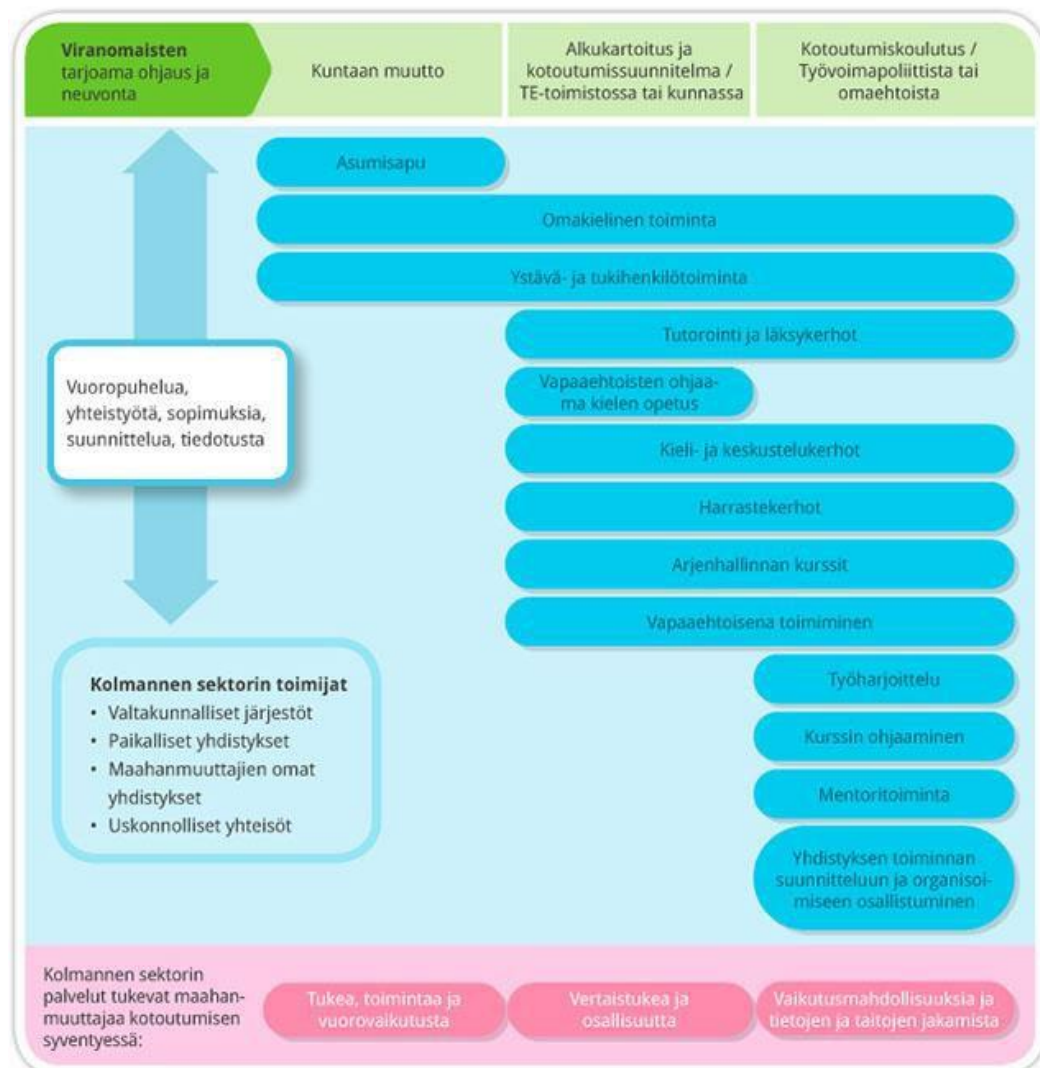 Viranomaisten
tarjoama ohjaus ja
neuvonta
Kuntaan muutto
Alkukartoitus ja
kotoutumissuunnitelma /
TE-toimistossa tai kunnassa
Kotoutumiskoulutus /
Työvoimapoliittista tai
omaehtoista
Asumisapu
Omakielinen toiminta
Ystävä- ja tukihenkilötoiminta
Tutorointi ja läksykerhot
Vapaaehtoisten ohjaa-
ma kielen opetus
Kieli- ja keskustelukerhot
Harrastekerhot
Arjenhallinnan kurssit
Vapaaehtoisena toimiminen
Työharjoittelu
Kurssin ohjaaminen
Mentoritoiminta
Yhdistyksen toiminnan
suunnitteluun ja organisoi-
miseen osallistuminen
Vuoropuhelua,
yhteistyötä, sopimuksia,
suunnittelua, tiedotusta
Kolmannen sektorin toimijat
• Valtakunnalliset järjestöt
• Paikalliset yhdistykset
• Maahanmuuttajien omat
yhdistykset
• Uskonnolliset yhteisöt
Kolmannen sektorin
palvelut tukevat maahan-
muuttajaa kotoutumisen
syventyessä:
Tukea, toimintaa ja
vuorovaikutusta
Vertaistukea ja
osallisuutta
Vaikutusmahdollisuuksia ja
tietojen ja taitojen jakamista